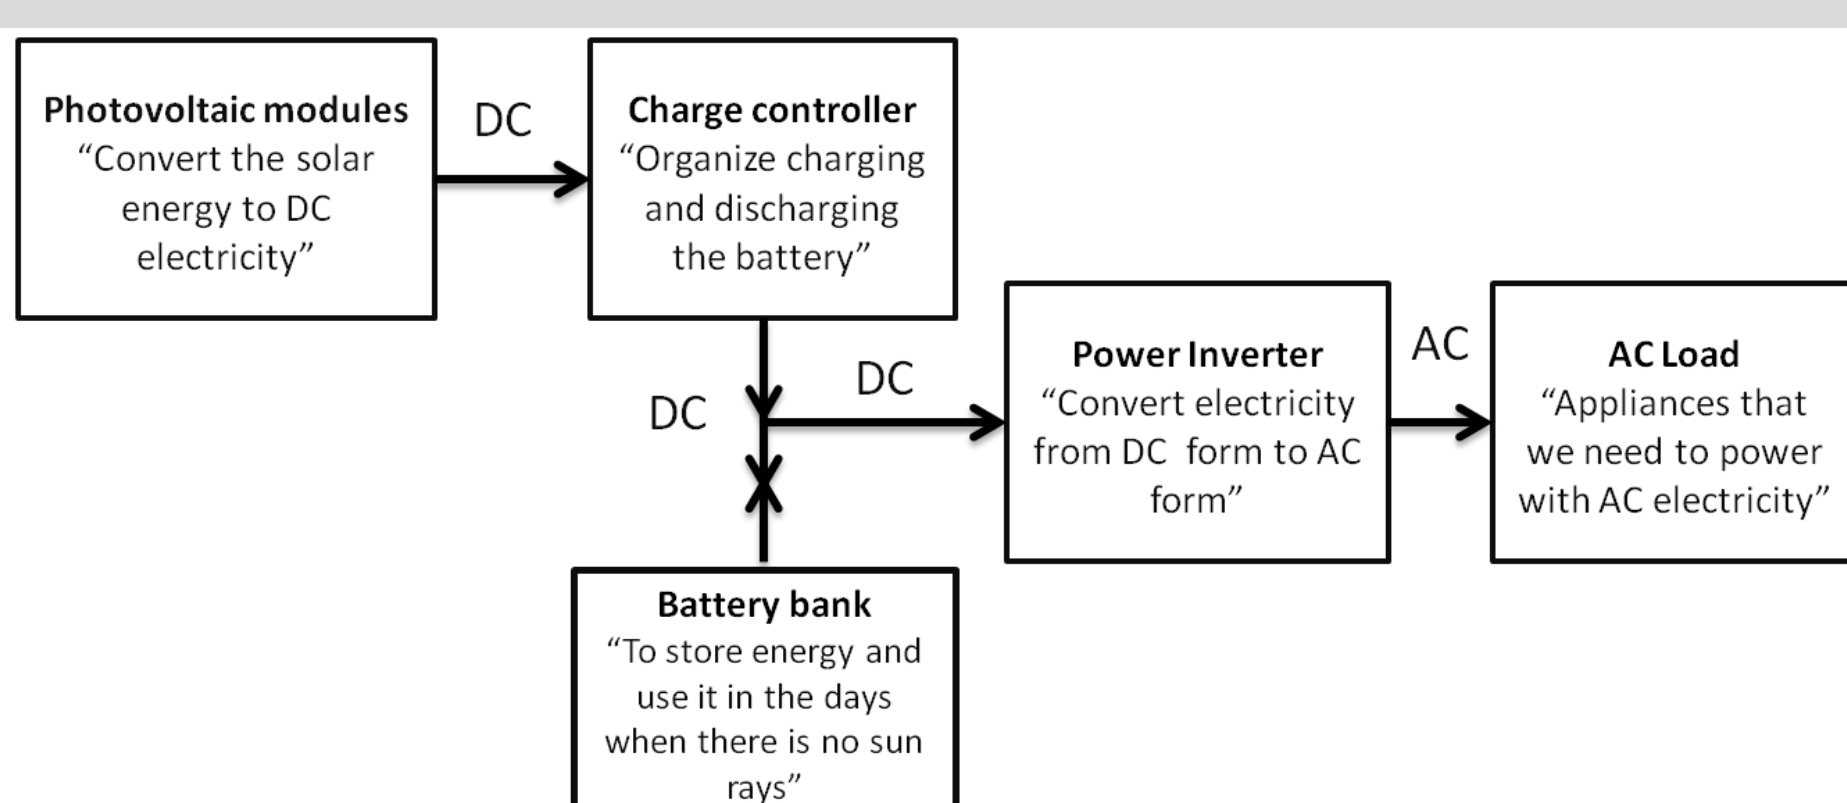 Photovoltaic modules
“Convert the solar
energy to DC
electricity”
DC
Charge controller
“Organize charging
and discharging
the battery”
DC
DC
Power Inverter
“Convert electricity
from DC form to AC
form”
AC
AC Load
“Appliances that
we need to power
with AC electricity”
Battery bank
“To store energy and
use it in the days
when there is no sun
rays”